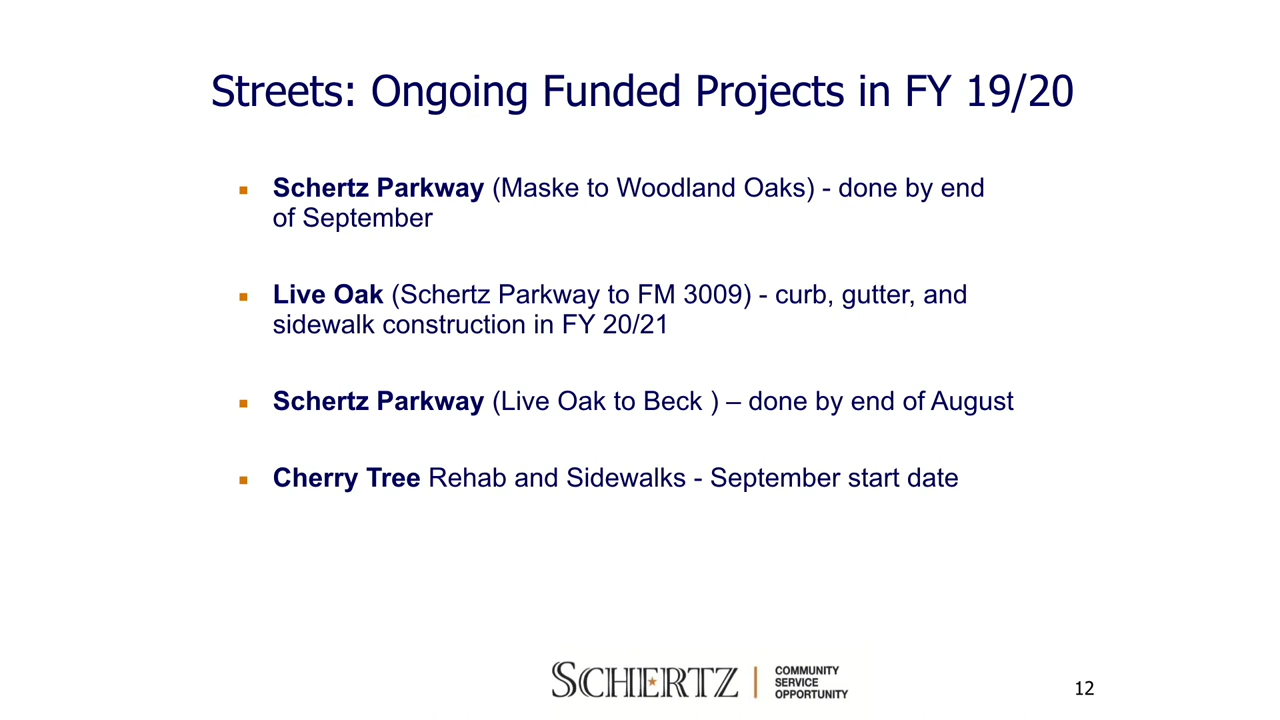 Streets: Ongoing Funded Projects in FY 19/20
▪ Schertz Parkway (Maske to Woodland Oaks) - done by end
of September
▪ Live Oak (Schertz Parkway to FM 3009) - curb, gutter, and
sidewalk construction in FY 20/21
▪ Schertz Parkway (Live Oak to Beck ) – done by end of August
▪ Cherry Tree Rehab and Sidewalks - September start date
SCHERTZ
COMMUNITY
SERVICE
OPPORTUNITY
12